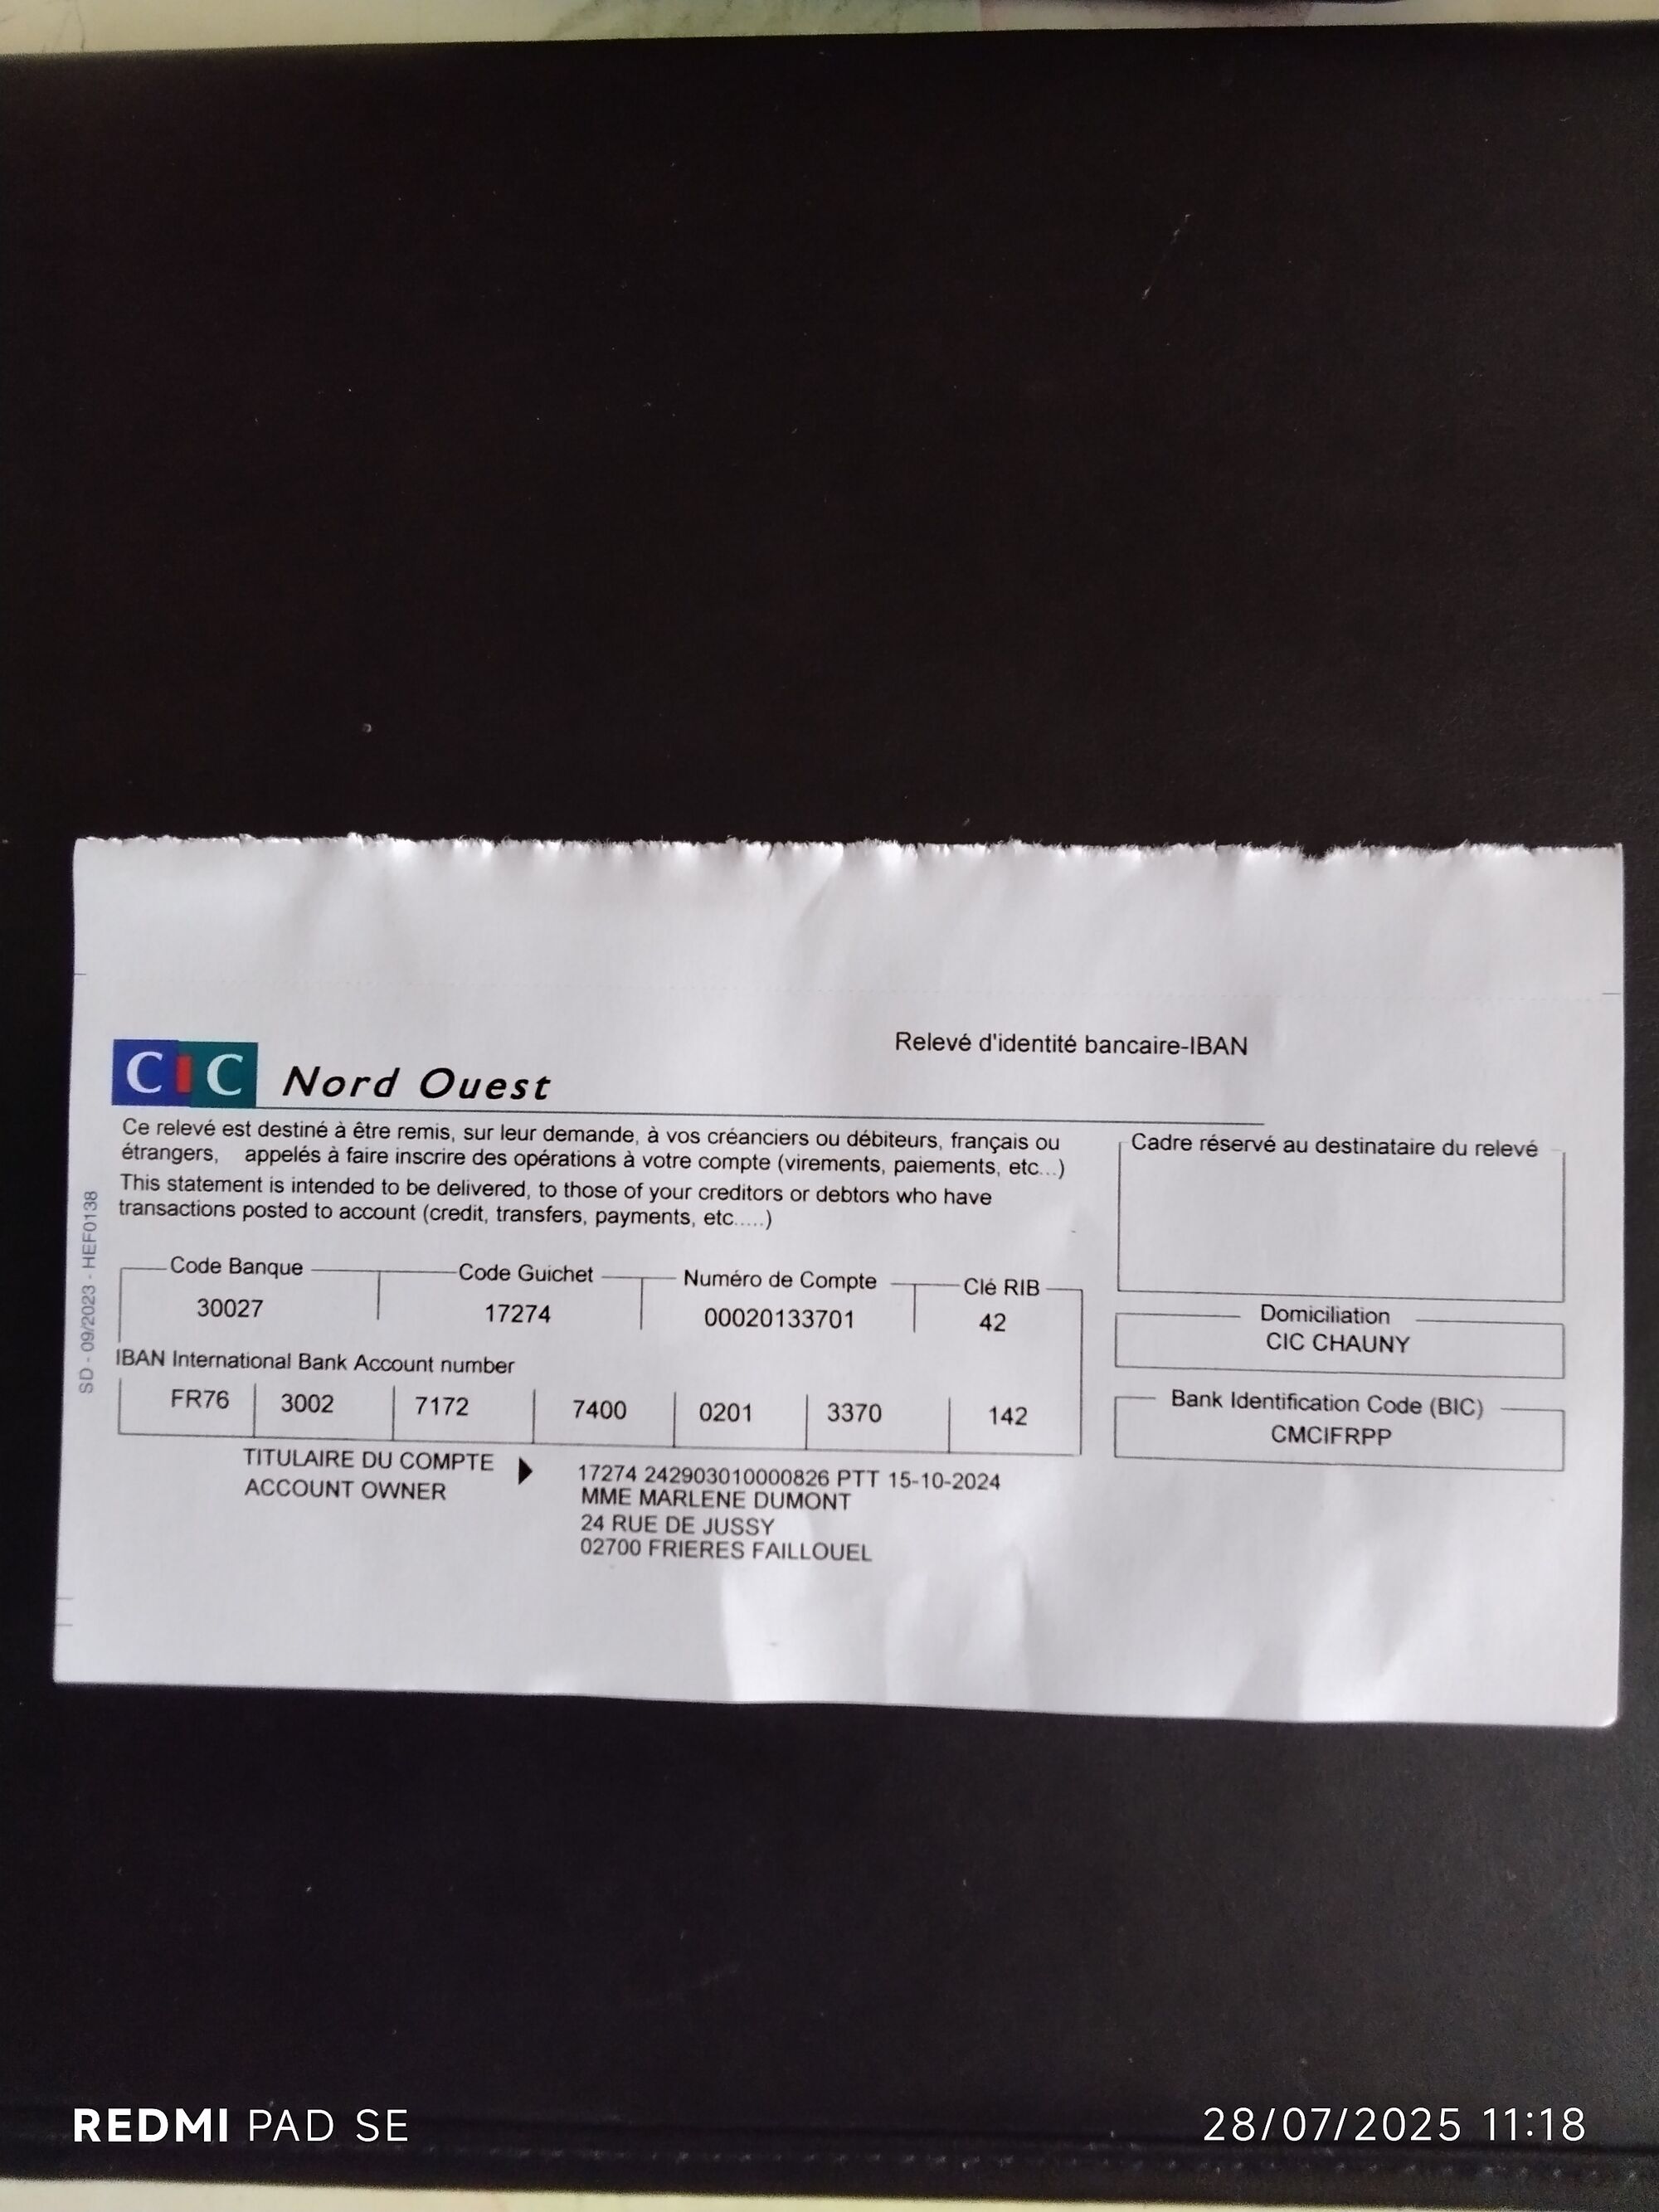 Relevé d'identité bancaire-IBAN
CIC Nord Ouest
Ce relevé est destiné à être remis, sur leur demande, à vos créanciers ou débiteurs, français ou
étrangers, appelés à faire inscrire des opérations à votre compte (virements, paiements, etc...)
This statement is intended to be delivered, to those of your creditors or debtors who have
transactions posted to account (credit, transfers, payments, etc.....)
Cadre réservé au destinataire du relevé
SD - 09/2023 - HEF0138
Code Banque Code Guichet Numéro de Compte Clé RIB
30027 17274 00020133701 42
Domiciliation
CIC CHAUNY
IBAN International Bank Account number
FR76 3002 7172 7400 0201 3370 142
Bank Identification Code (BIC)
CMCIFRPP
TITULAIRE DU COMPTE
ACCOUNT OWNER
17274 242903010000826 PTT 15-10-2024
MME MARLENE DUMONT
24 RUE DE JUSSY
02700 FRIERES FAILLOUEL
REDMI PAD SE
28/07/2025 11:18